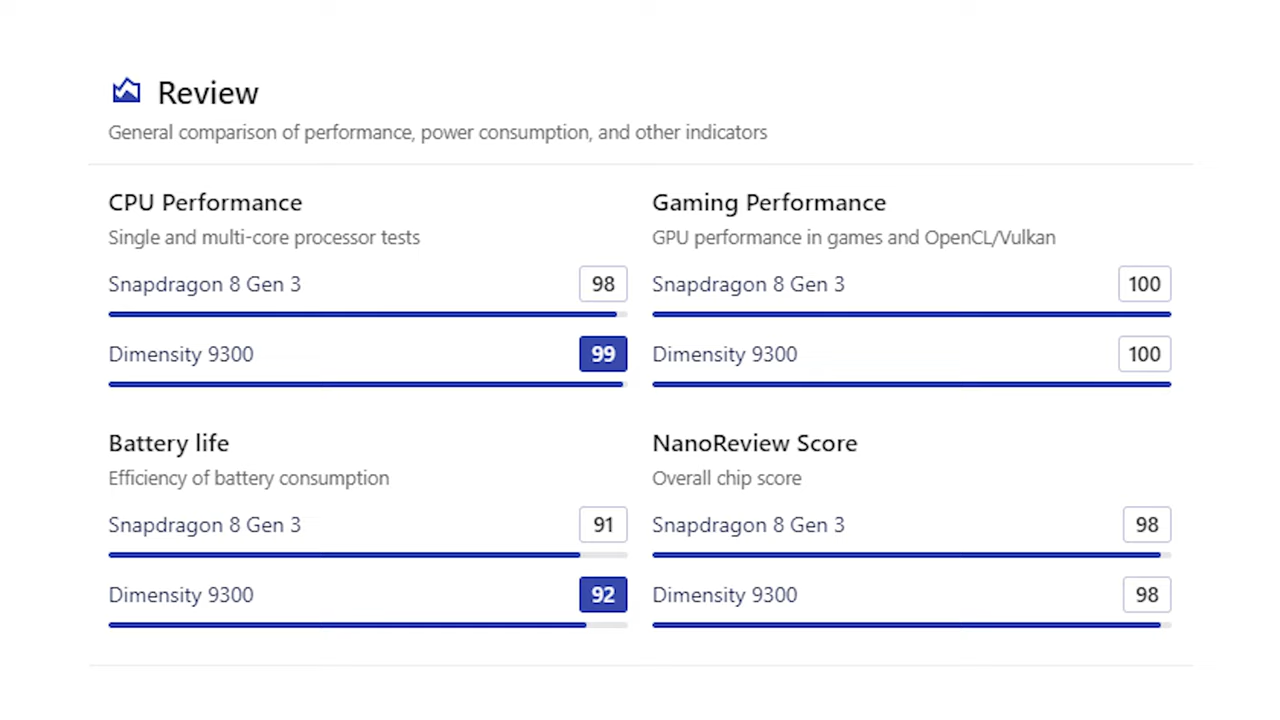 Review
General comparison of performance, power consumption, and other indicators
CPU Performance
Single and multi-core processor tests
Snapdragon 8 Gen 3 98
Dimensity 9300 99
Gaming Performance
GPU performance in games and OpenCL/Vulkan
Snapdragon 8 Gen 3 100
Dimensity 9300 100
Battery life
Efficiency of battery consumption
Snapdragon 8 Gen 3 91
Dimensity 9300 92
NanoReview Score
Overall chip score
Snapdragon 8 Gen 3 98
Dimensity 9300 98